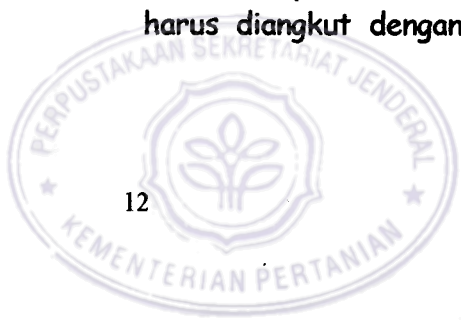 harus diangkut dengan
PERPUSTAKAAN SEKRETARIAT JENDERAL
12
KEMENTERIAN PERTANIAN